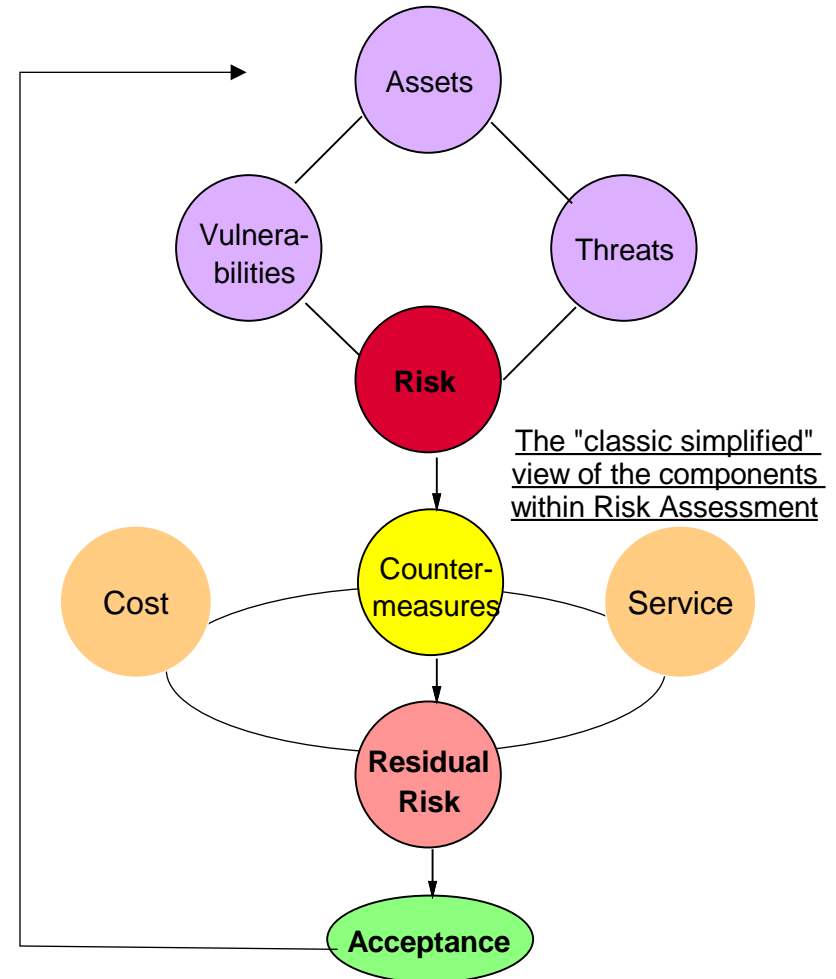 Assets
Vulnera-
bilities
Threats
Risk
The "classic simplified"
view of the components
within Risk Assessment
Counter-
measures
Cost
Service
Residual
Risk
Acceptance